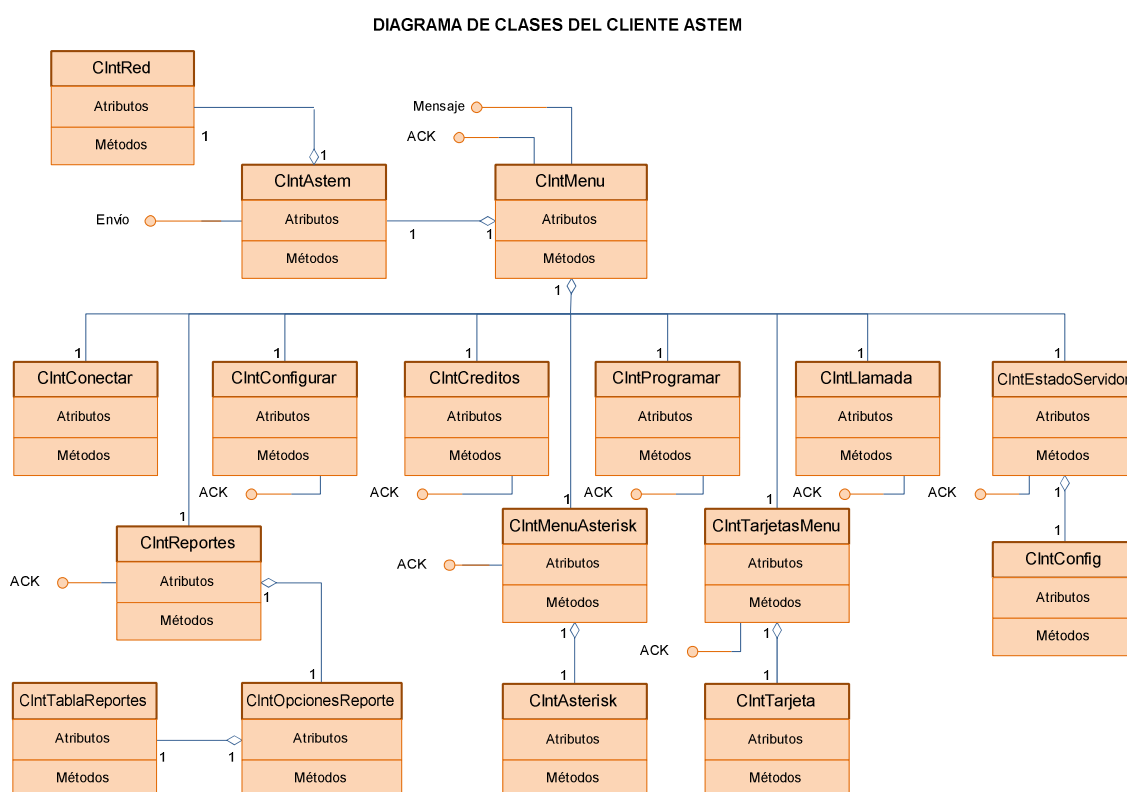 DIAGRAMA DE CLASES DEL CLIENTE ASTEM
CIntRed
Atributos
Métodos
1
1
Mensaje
ACK
CIntAstem
Atributos
Métodos
Envío
1
1
CIntMenu
Atributos
Métodos
1
1
CIntConectar
Atributos
Métodos
1
CIntConfigurar
Atributos
Métodos
ACK
1
CIntCreditos
Atributos
Métodos
ACK
1
CIntProgramar
Atributos
Métodos
ACK
1
CIntLlamada
Atributos
Métodos
ACK
1
CIntEstadoServidor
Atributos
Métodos
ACK
1
1
CIntConfig
Atributos
Métodos
1
CIntReportes
Atributos
Métodos
ACK
1
1
CIntMenuAsterisk
Atributos
Métodos
ACK
1
1
CIntTarjetasMenu
Atributos
Métodos
ACK
1
1
CIntTablaReportes
Atributos
Métodos
1
1
CIntOpcionesReporte
Atributos
Métodos
1
CIntAsterisk
Atributos
Métodos
1
CIntTarjeta
Atributos
Métodos